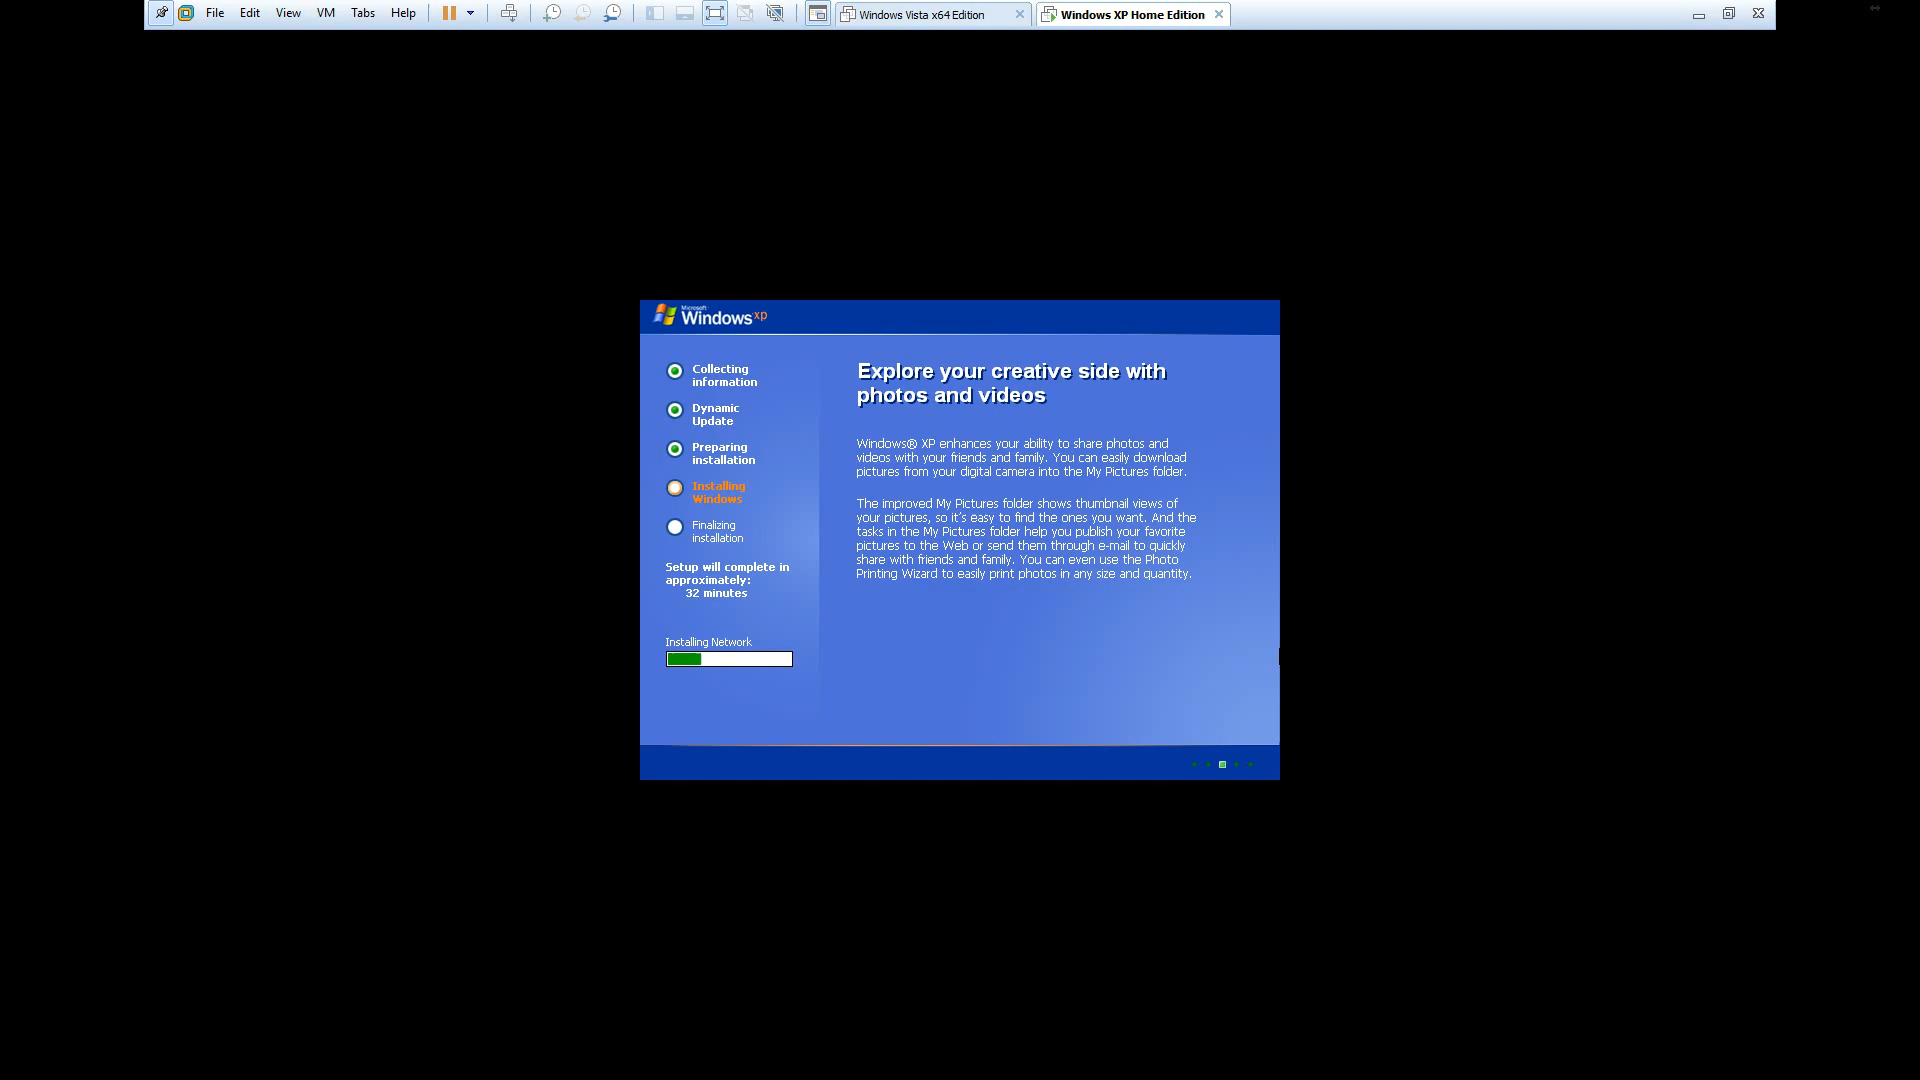 File Edit View VM Tabs Help Windows Vista x64 Edition Windows XP Home Edition
Microsoft
Windows xp
Collecting
information
Dynamic
Update
Preparing
installation
Installing
Windows
Finalizing
installation
Setup will complete in
approximately:
32 minutes
Installing Network
Explore your creative side with
photos and videos
Windows® XP enhances your ability to share photos and
videos with your friends and family. You can easily download
pictures from your digital camera into the My Pictures folder.
The improved My Pictures folder shows thumbnail views of
your pictures, so it's easy to find the ones you want. And the
tasks in the My Pictures folder help you publish your favorite
pictures to the Web or send them through e-mail to quickly
share with friends and family. You can even use the Photo
Printing Wizard to easily print photos in any size and quantity.